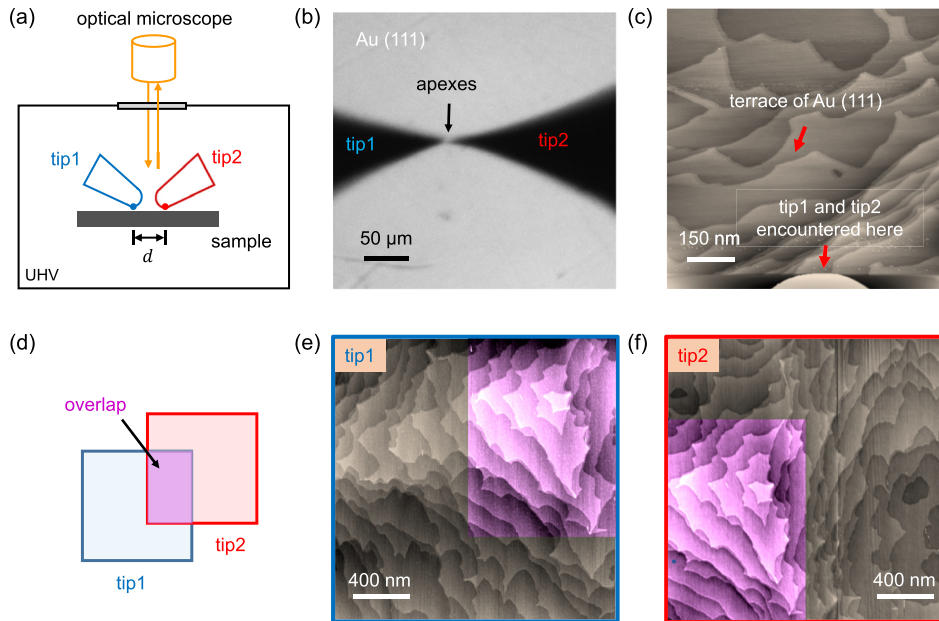 (a)
optical microscope
tip1
tip2
d
sample
UHV
(b)
Au (111)
apexes
tip1
tip2
50 μm
(c)
terrace of Au (111)
tip1 and tip2
encountered here
150 nm
(d)
overlap
tip2
tip1
(e)
tip1
400 nm
(f)
tip2
400 nm